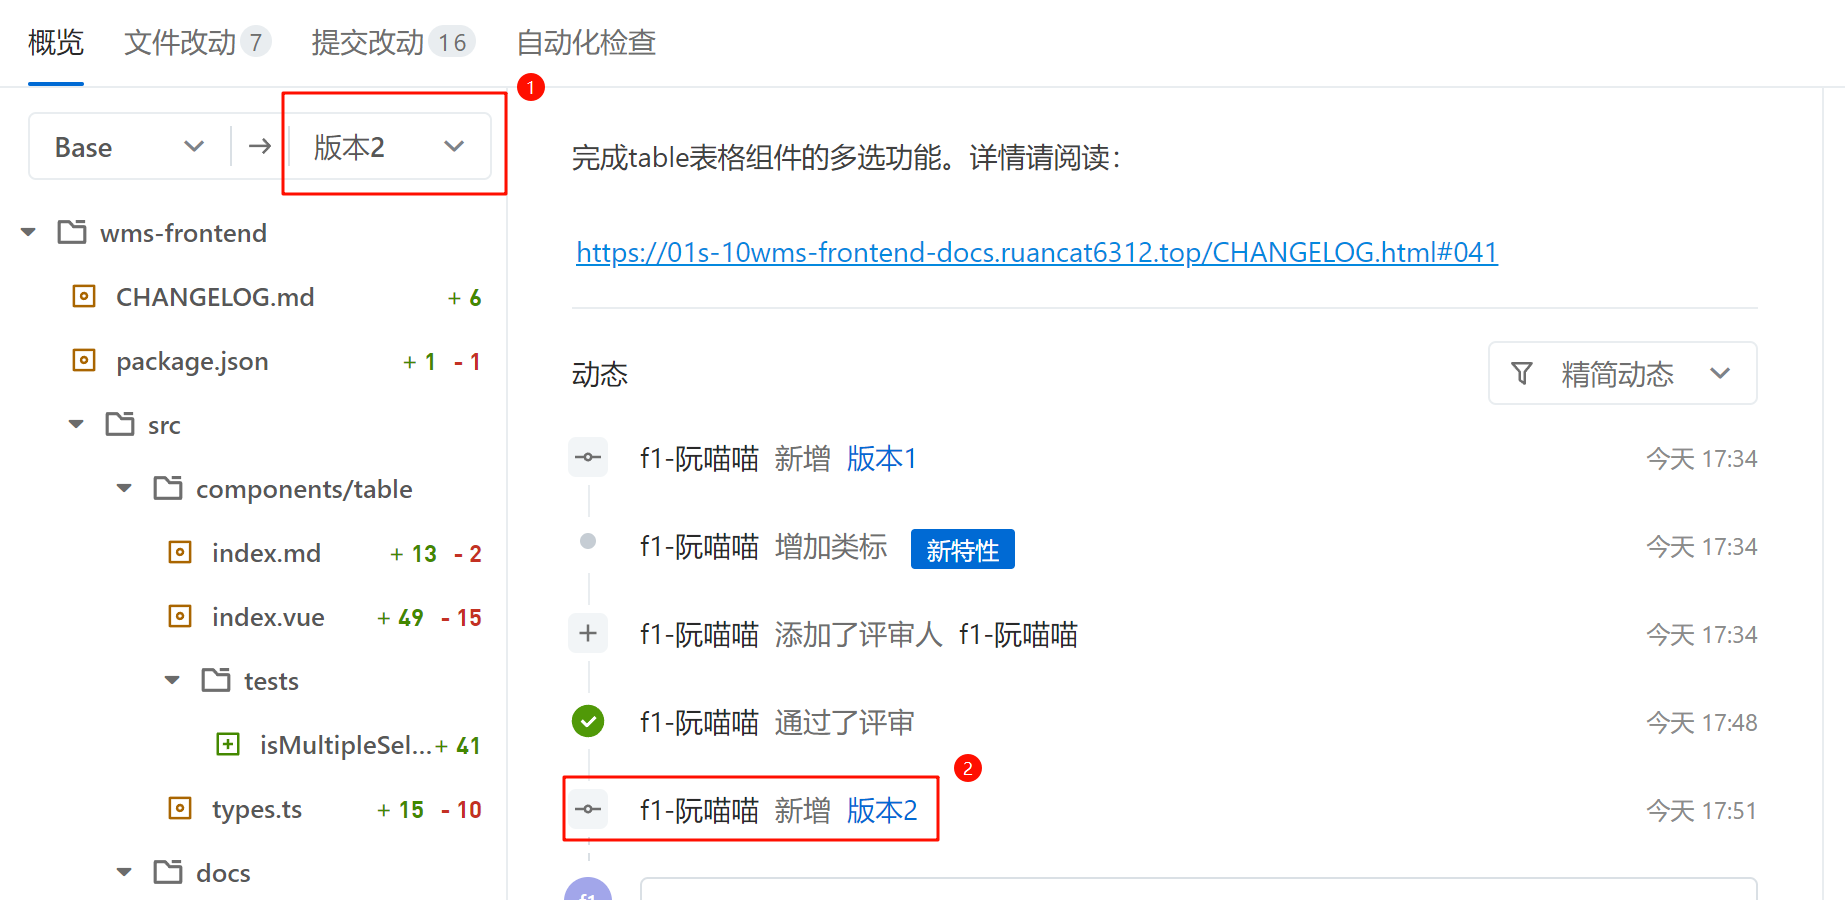 概览 文件改动 7 提交改动 16 自动化检查
1
Base → 版本2
wms-frontend
CHANGELOG.md + 6
package.json + 1 - 1
src
components/table
index.md + 13 - 2
index.vue + 49 - 15
tests
isMultipleSel... + 41
types.ts + 15 - 10
docs
完成table表格组件的多选功能。详情请阅读：
https://01s-10wms-frontend-docs.ruancat6312.top/CHANGELOG.html#041
动态 精简动态
f1-阮喵喵 新增 版本1 今天 17:34
f1-阮喵喵 增加类标 新特性 今天 17:34
f1-阮喵喵 添加了评审人 f1-阮喵喵 今天 17:34
f1-阮喵喵 通过了评审 今天 17:48
2
f1-阮喵喵 新增 版本2 今天 17:51